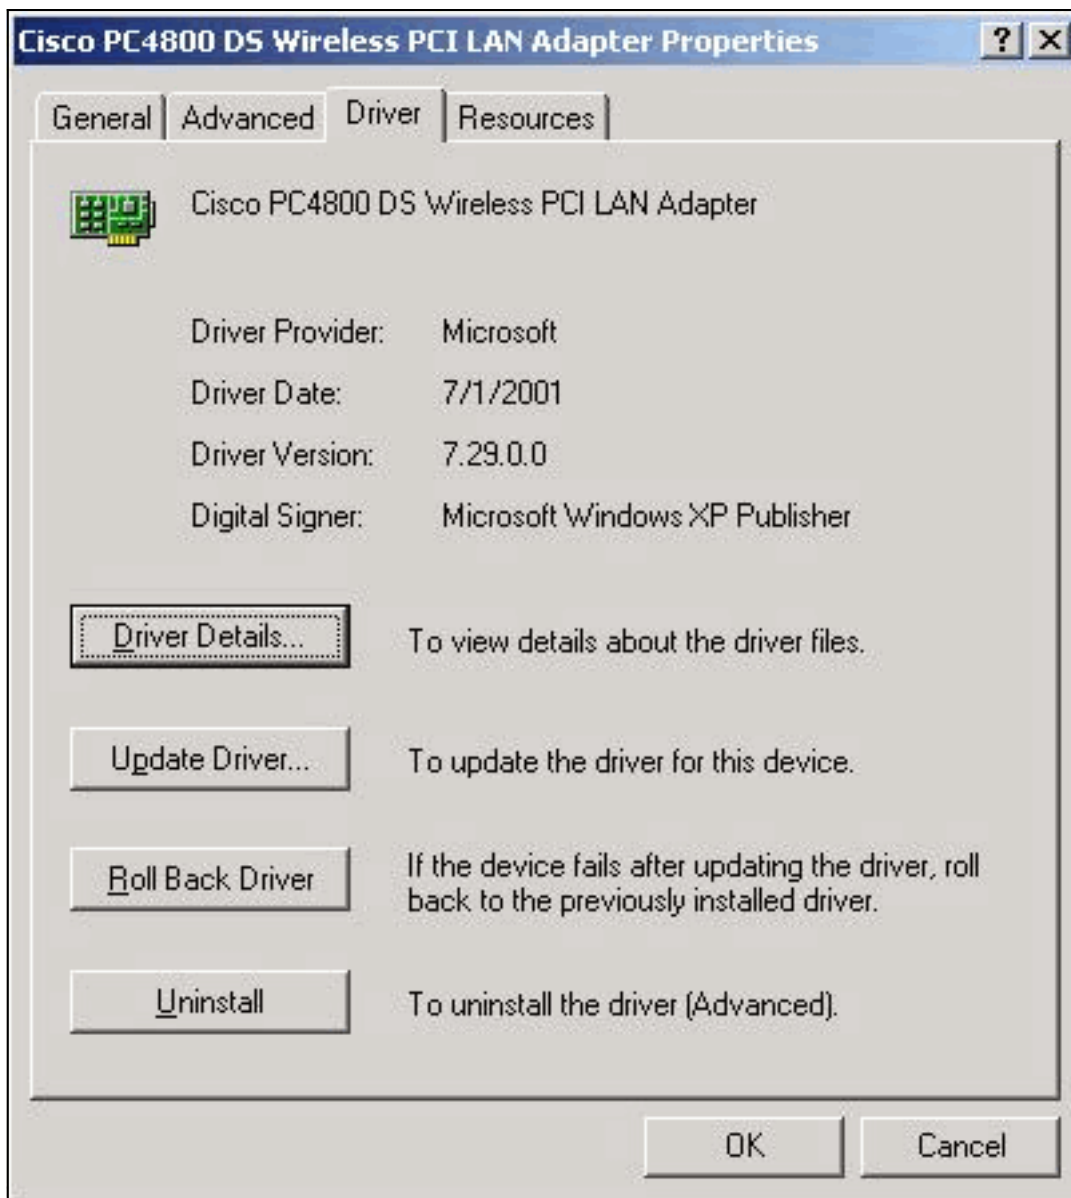 Cisco PC4800 DS Wireless PCI LAN Adapter Properties
General Advanced Driver Resources
Cisco PC4800 DS Wireless PCI LAN Adapter
Driver Provider: Microsoft
Driver Date: 7/1/2001
Driver Version: 7.29.0.0
Digital Signer: Microsoft Windows XP Publisher
Driver Details... To view details about the driver files.
Update Driver... To update the driver for this device.
Roll Back Driver If the device fails after updating the driver, roll
back to the previously installed driver.
Uninstall To uninstall the driver (Advanced).
OK Cancel